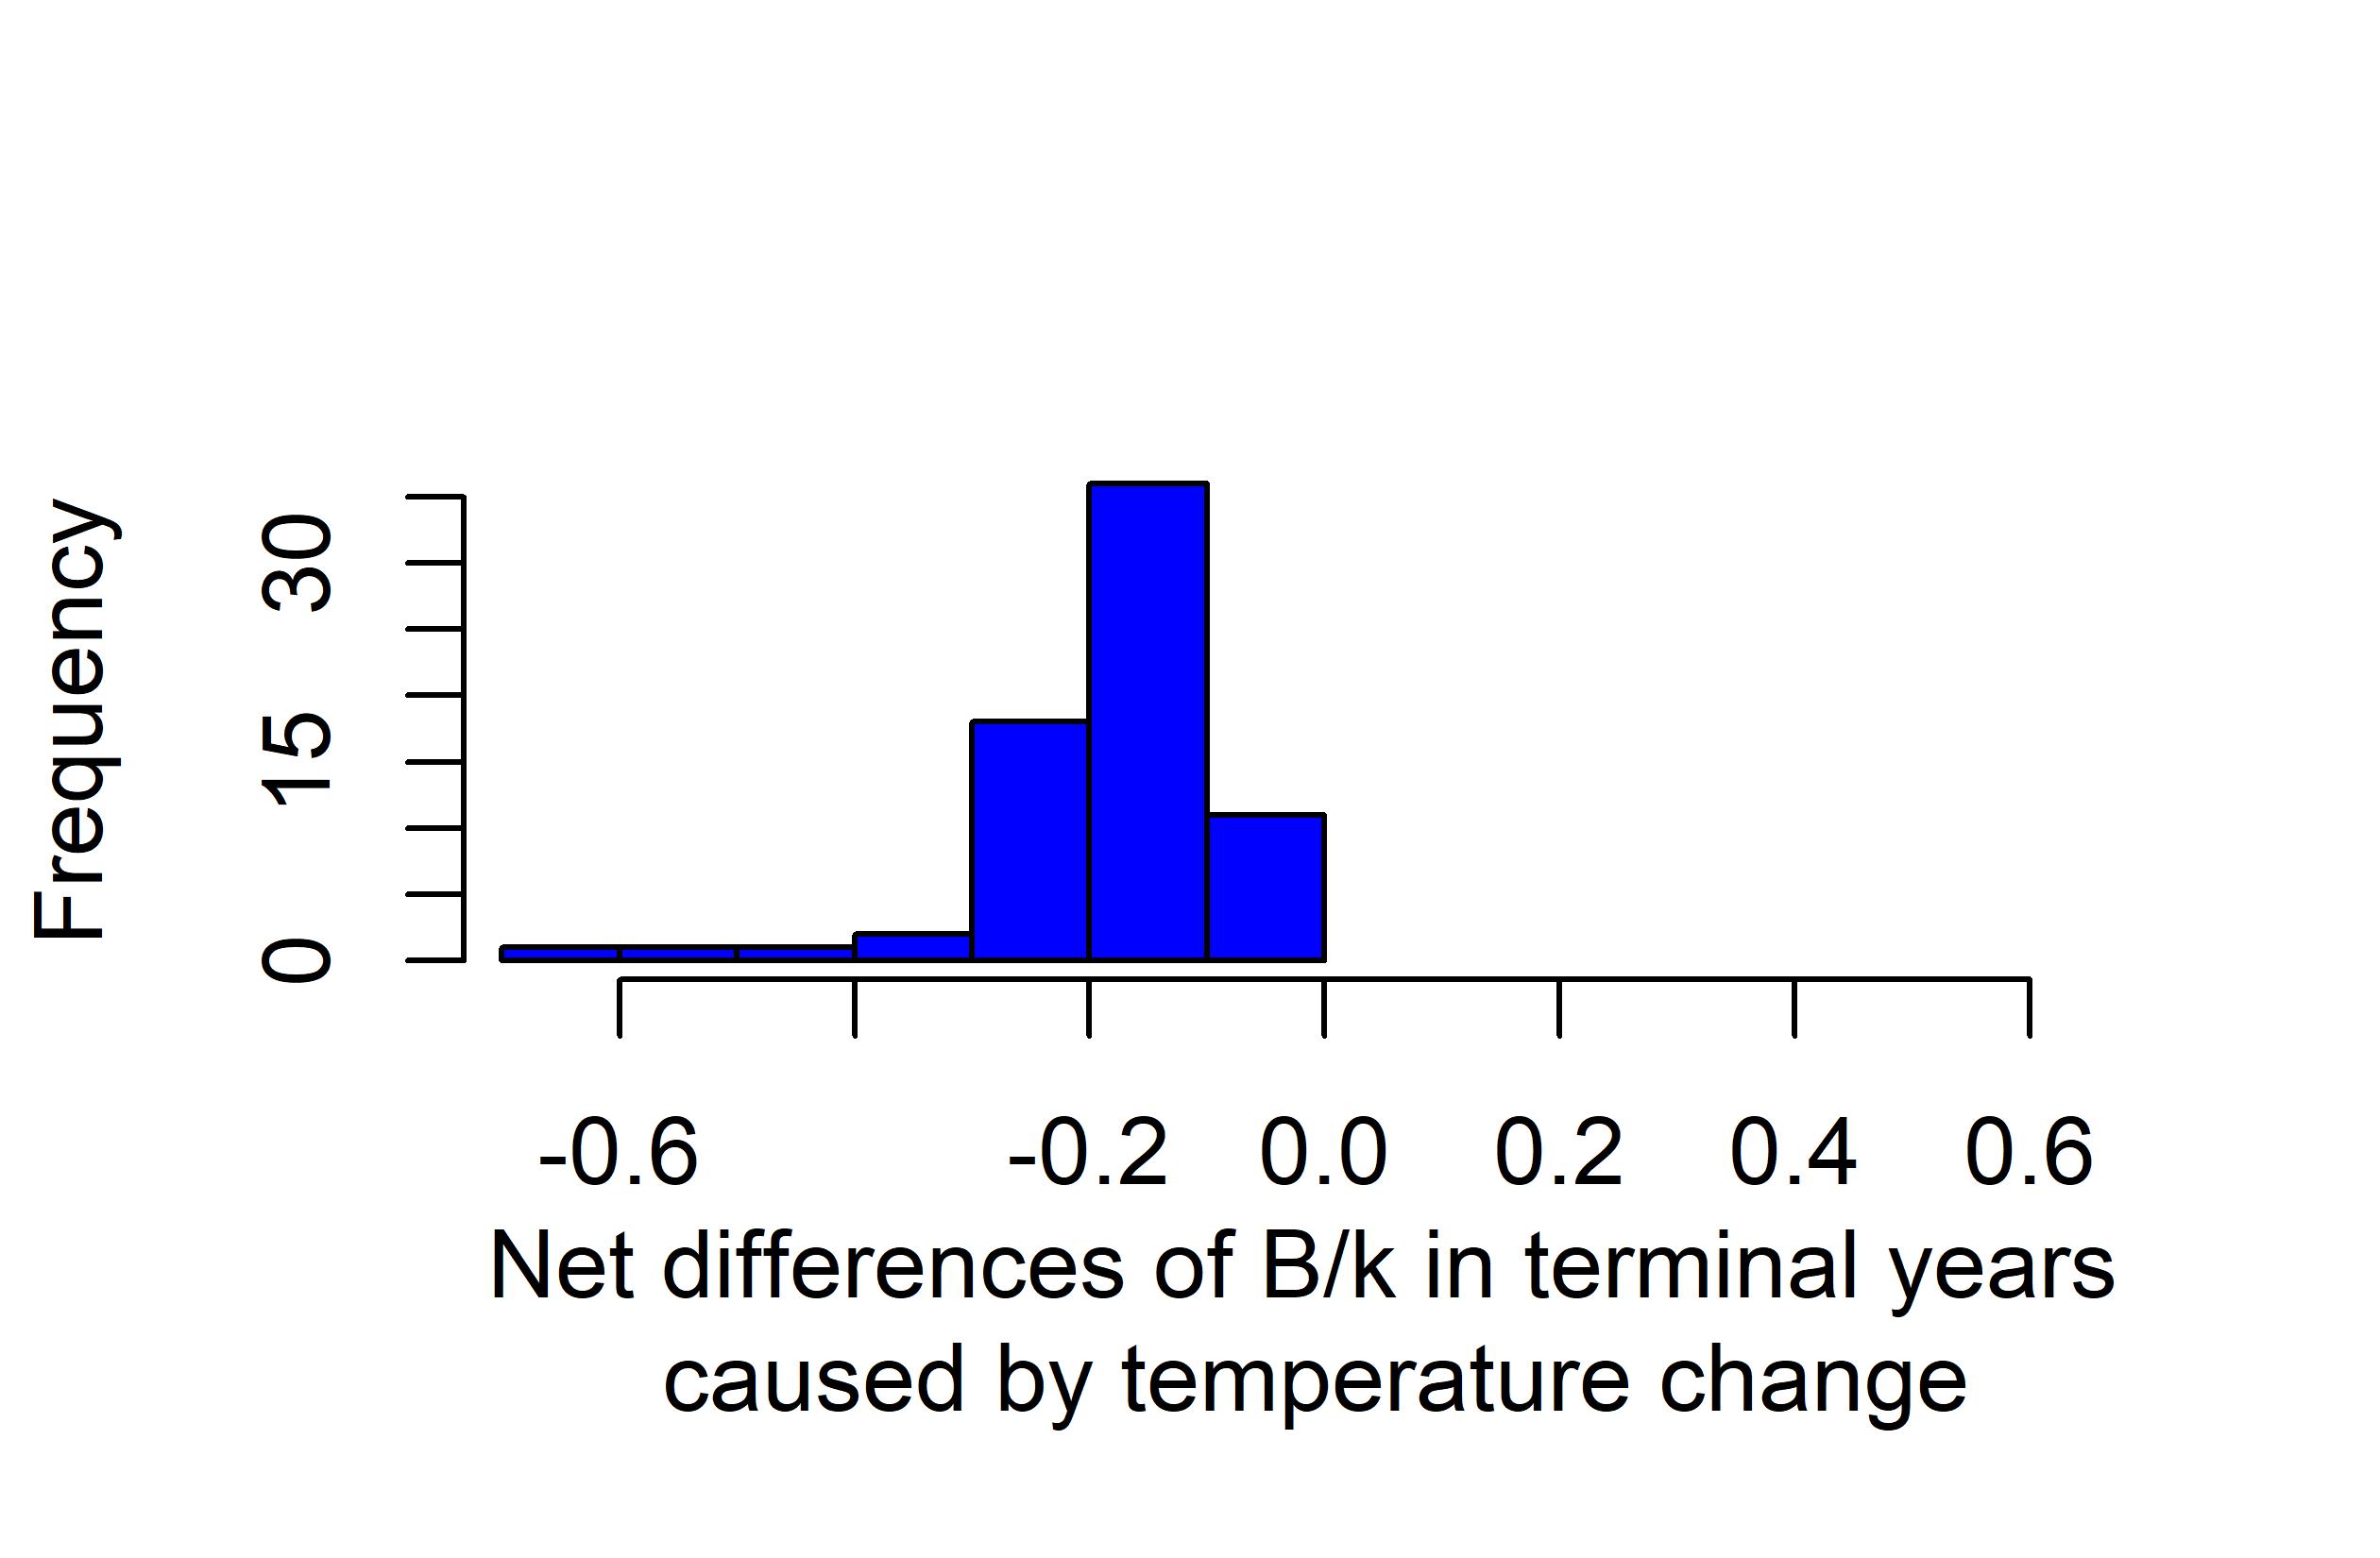 Frequency
0 15 30
-0.6 -0.2 0.0 0.2 0.4 0.6
Net differences of B/k in terminal years
caused by temperature change